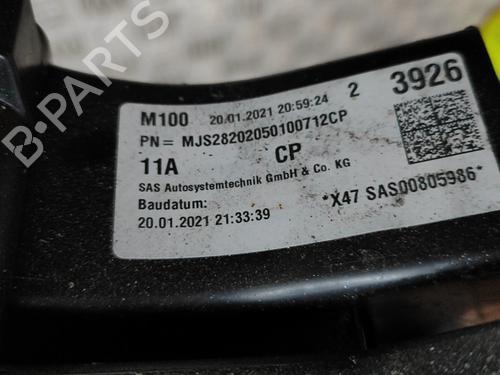 M100 20.01.2021 20:59:24 2 3926
PN = MJS28202050100712CP
11A CP
SAS Autosystemtechnik GmbH & Co. KG
Baudatum: *X47 SAS00805986*
20.01.2021 21:33:39
B-PARTS